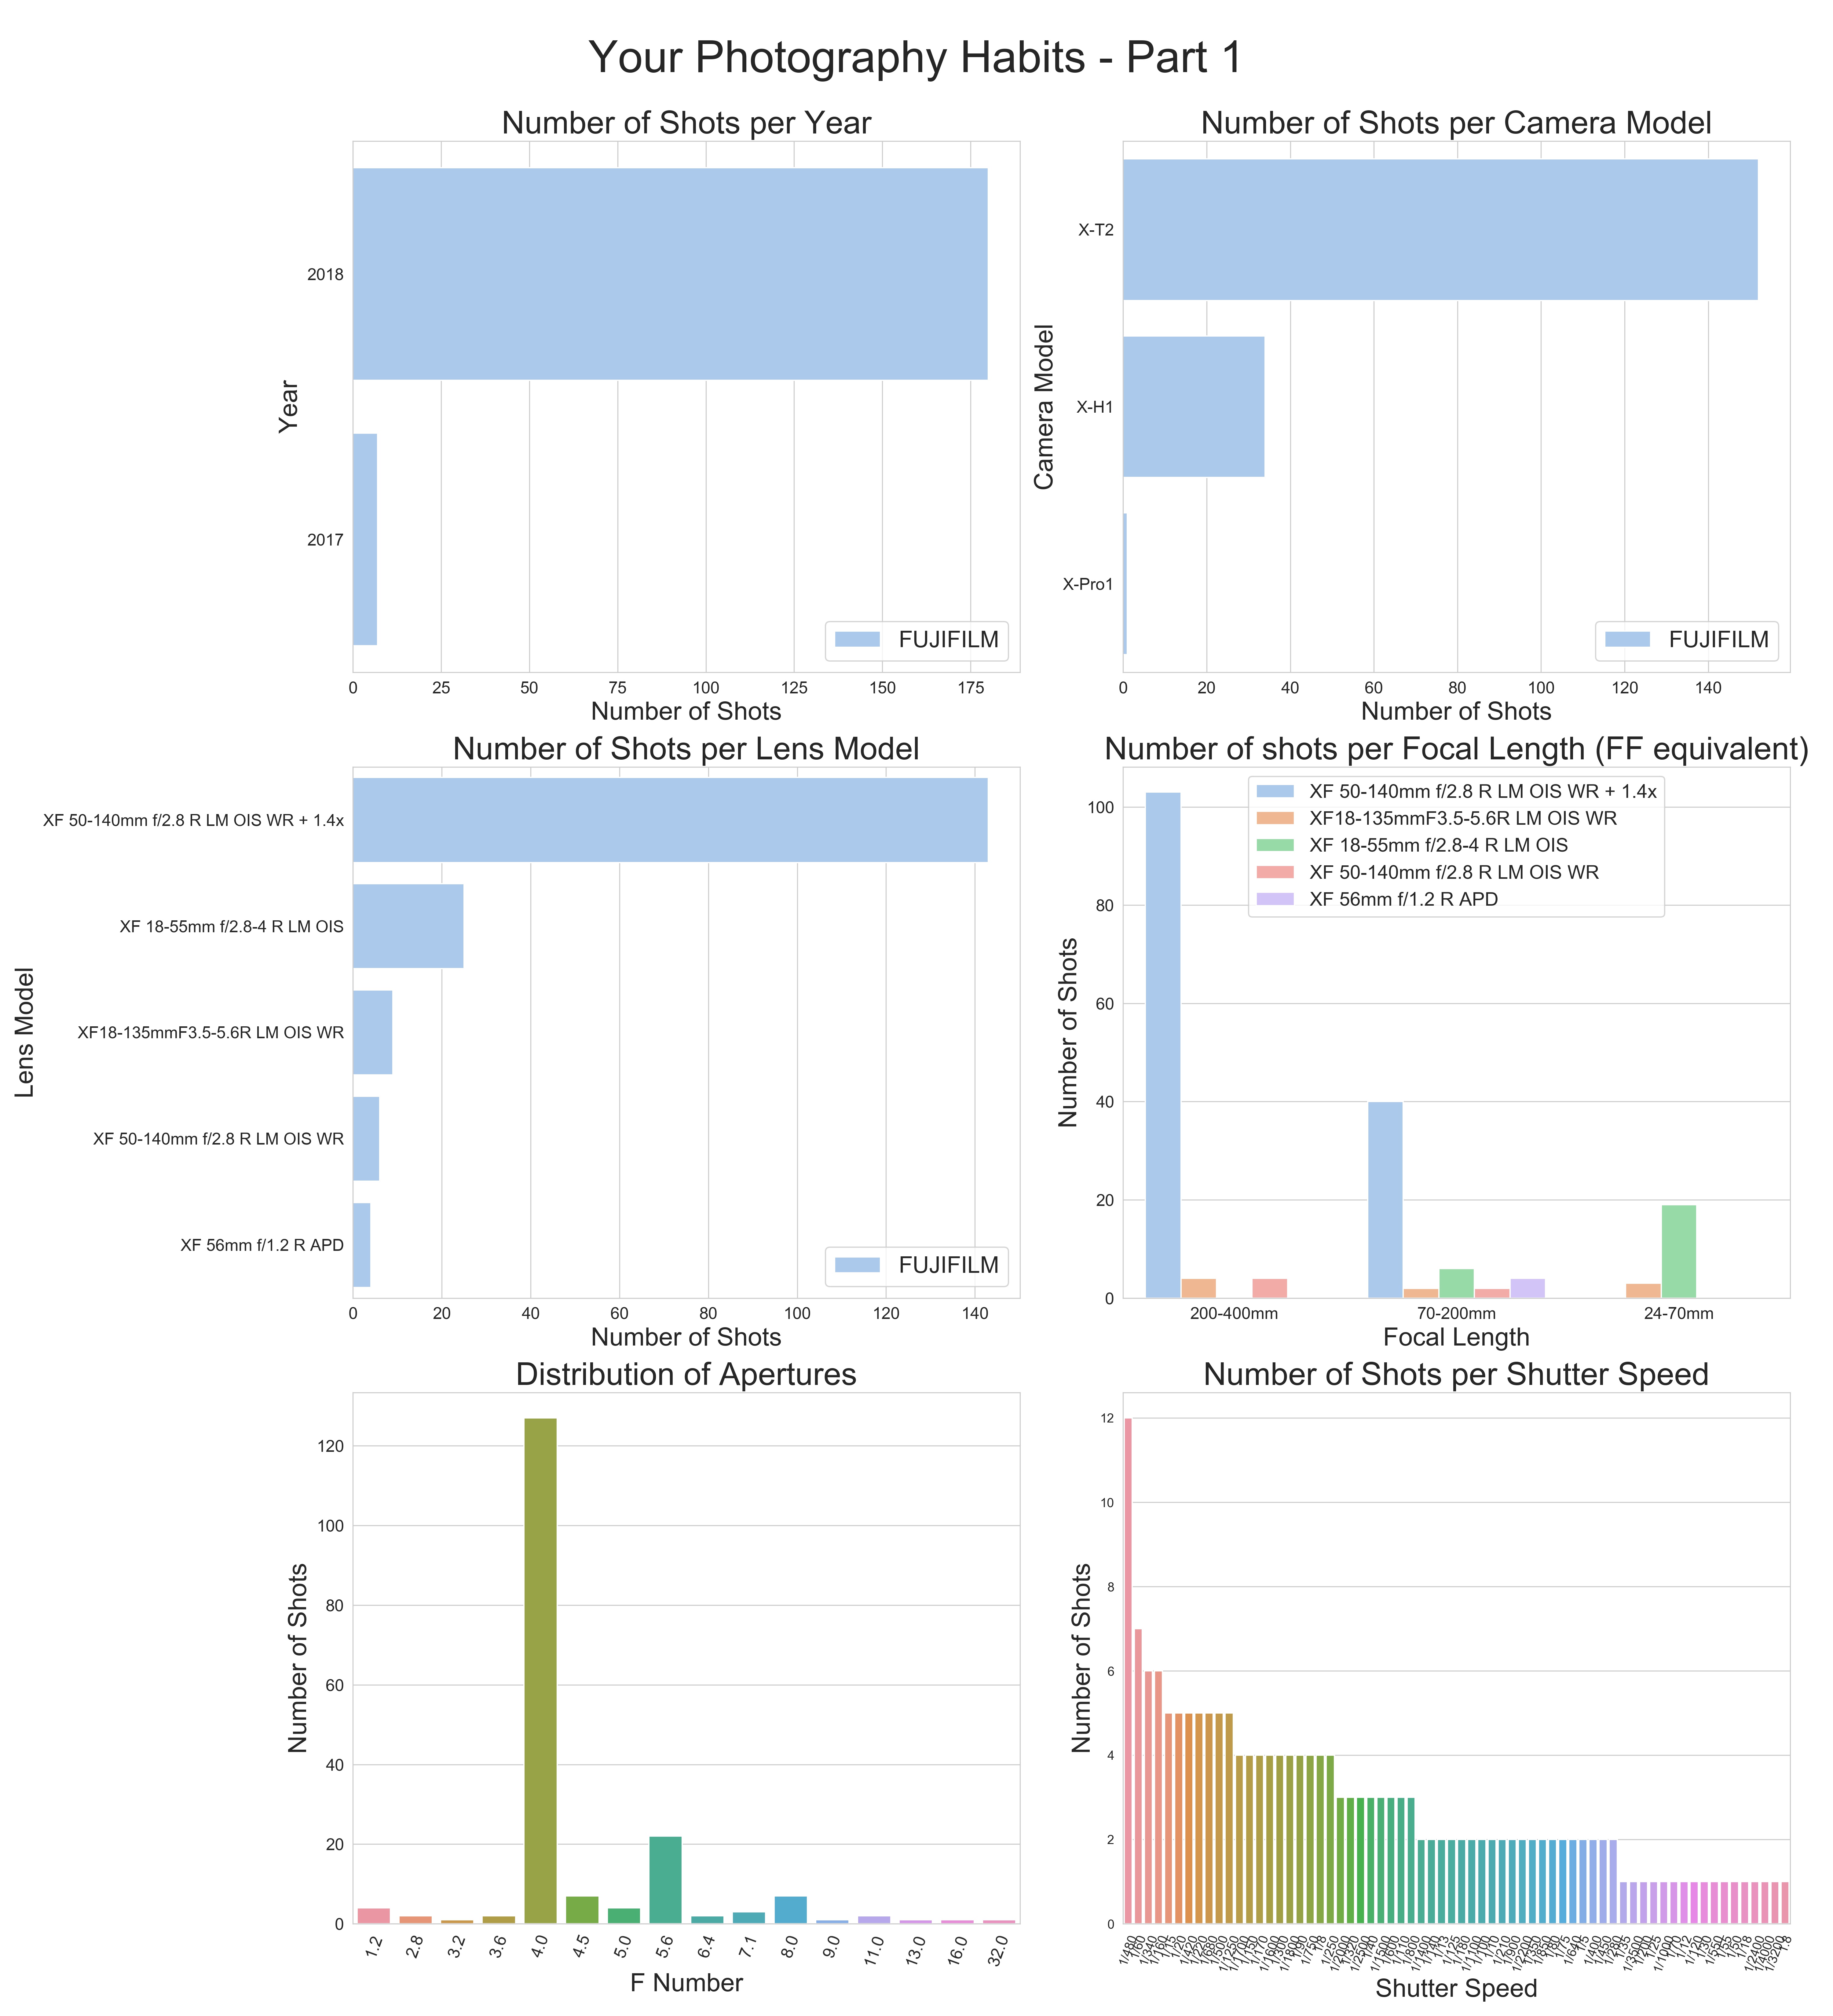 Your Photography Habits - Part 1
Number of Shots per Year
Year
2018
2017
0 25 50 75 100 125 150 175
Number of Shots
FUJIFILM
Number of Shots per Camera Model
Camera Model
X-T2
X-H1
X-Pro1
0 20 40 60 80 100 120 140
Number of Shots
FUJIFILM
Number of Shots per Lens Model
Lens Model
XF 50-140mm f/2.8 R LM OIS WR + 1.4x
XF 18-55mm f/2.8-4 R LM OIS
XF18-135mmF3.5-5.6R LM OIS WR
XF 50-140mm f/2.8 R LM OIS WR
XF 56mm f/1.2 R APD
0 20 40 60 80 100 120 140
Number of Shots
FUJIFILM
Number of shots per Focal Length (FF equivalent)
XF 50-140mm f/2.8 R LM OIS WR + 1.4x
XF18-135mmF3.5-5.6R LM OIS WR
XF 18-55mm f/2.8-4 R LM OIS
XF 50-140mm f/2.8 R LM OIS WR
XF 56mm f/1.2 R APD
Number of Shots
100
80
60
40
20
0
200-400mm 70-200mm 24-70mm
Focal Length
Distribution of Apertures
Number of Shots
120
100
80
60
40
20
0
1.2 2.8 3.2 3.6 4.0 4.5 5.0 5.6 6.4 7.1 8.0 9.0 11.0 13.0 16.0 32.0
F Number
Number of Shots per Shutter Speed
Number of Shots
12
10
8
6
4
2
0
1/480 1/60 1/340 1/160
Shutter Speed